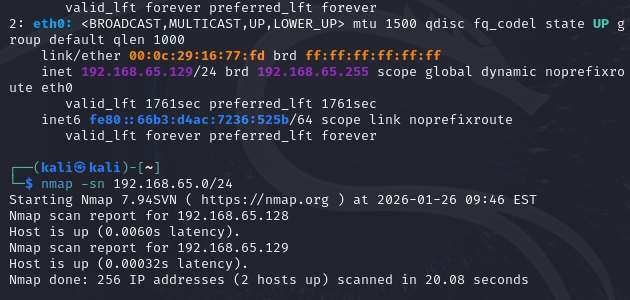 valid_lft forever preferred_lft forever
2: eth0: <BROADCAST,MULTICAST,UP,LOWER_UP> mtu 1500 qdisc fq_codel state UP g
roup default qlen 1000
link/ether 00:0c:29:16:77:fd brd ff:ff:ff:ff:ff:ff
inet 192.168.65.129/24 brd 192.168.65.255 scope global dynamic noprefixro
ute eth0
valid_lft 1761sec preferred_lft 1761sec
inet6 fe80::66b3:d4ac:7236:525b/64 scope link noprefixroute
valid_lft forever preferred_lft forever
┌──(kali㉿kali)-[~]
└─$ nmap -sn 192.168.65.0/24
Starting Nmap 7.94SVN ( https://nmap.org ) at 2026-01-26 09:46 EST
Nmap scan report for 192.168.65.128
Host is up (0.0060s latency).
Nmap scan report for 192.168.65.129
Host is up (0.00032s latency).
Nmap done: 256 IP addresses (2 hosts up) scanned in 20.08 seconds